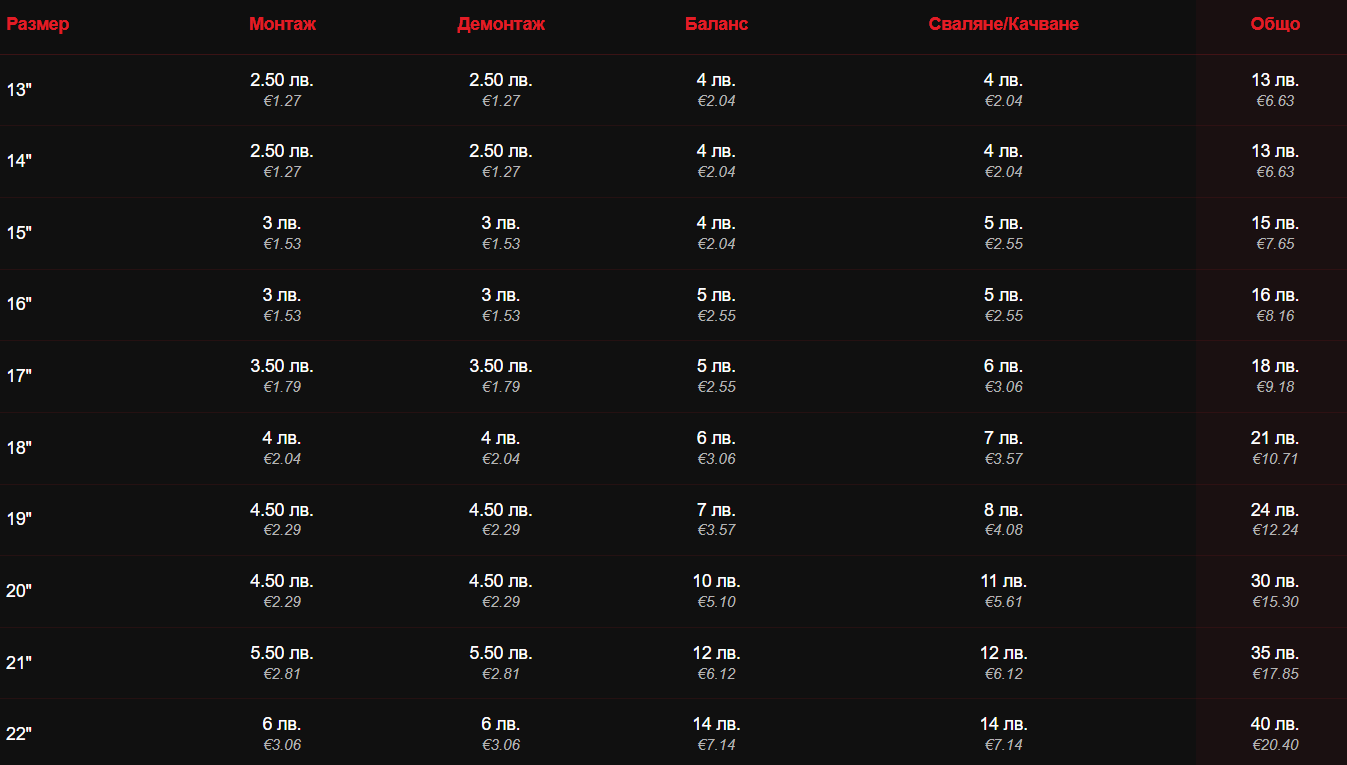 Размер Монтаж Демонтаж Баланс Сваляне/Качване Общо
13" 2.50 лв. 2.50 лв. 4 лв. 4 лв. 13 лв.
€1.27 €1.27 €2.04 €2.04 €6.63
14" 2.50 лв. 2.50 лв. 4 лв. 4 лв. 13 лв.
€1.27 €1.27 €2.04 €2.04 €6.63
15" 3 лв. 3 лв. 4 лв. 5 лв. 15 лв.
€1.53 €1.53 €2.04 €2.55 €7.65
16" 3 лв. 3 лв. 5 лв. 5 лв. 16 лв.
€1.53 €1.53 €2.55 €2.55 €8.16
17" 3.50 лв. 3.50 лв. 5 лв. 6 лв. 18 лв.
€1.79 €1.79 €2.55 €3.06 €9.18
18" 4 лв. 4 лв. 6 лв. 7 лв. 21 лв.
€2.04 €2.04 €3.06 €3.57 €10.71
19" 4.50 лв. 4.50 лв. 7 лв. 8 лв. 24 лв.
€2.29 €2.29 €3.57 €4.08 €12.24
20" 4.50 лв. 4.50 лв. 10 лв. 11 лв. 30 лв.
€2.29 €2.29 €5.10 €5.61 €15.30
21" 5.50 лв. 5.50 лв. 12 лв. 12 лв. 35 лв.
€2.81 €2.81 €6.12 €6.12 €17.85
22" 6 лв. 6 лв. 14 лв. 14 лв. 40 лв.
€3.06 €3.06 €7.14 €7.14 €20.40